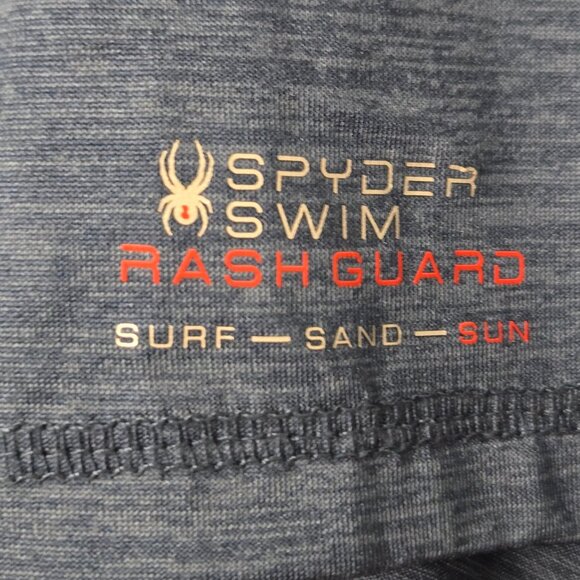 SPYDER
SWIM
RASH GUARD
SURF — SAND — SUN